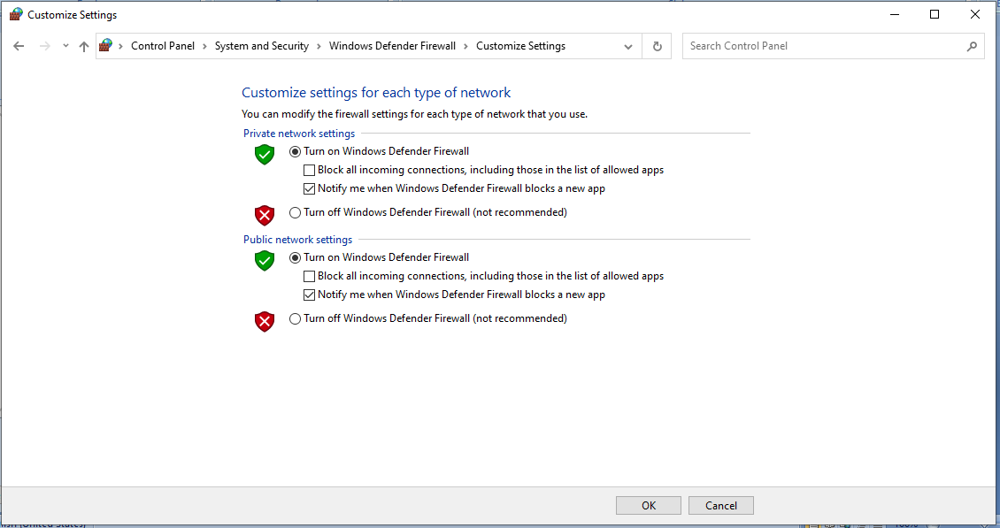 Customize Settings
Control Panel > System and Security > Windows Defender Firewall > Customize Settings
Search Control Panel
Customize settings for each type of network
You can modify the firewall settings for each type of network that you use.
Private network settings
Turn on Windows Defender Firewall
Block all incoming connections, including those in the list of allowed apps
Notify me when Windows Defender Firewall blocks a new app
Turn off Windows Defender Firewall (not recommended)
Public network settings
Turn on Windows Defender Firewall
Block all incoming connections, including those in the list of allowed apps
Notify me when Windows Defender Firewall blocks a new app
Turn off Windows Defender Firewall (not recommended)
OK Cancel